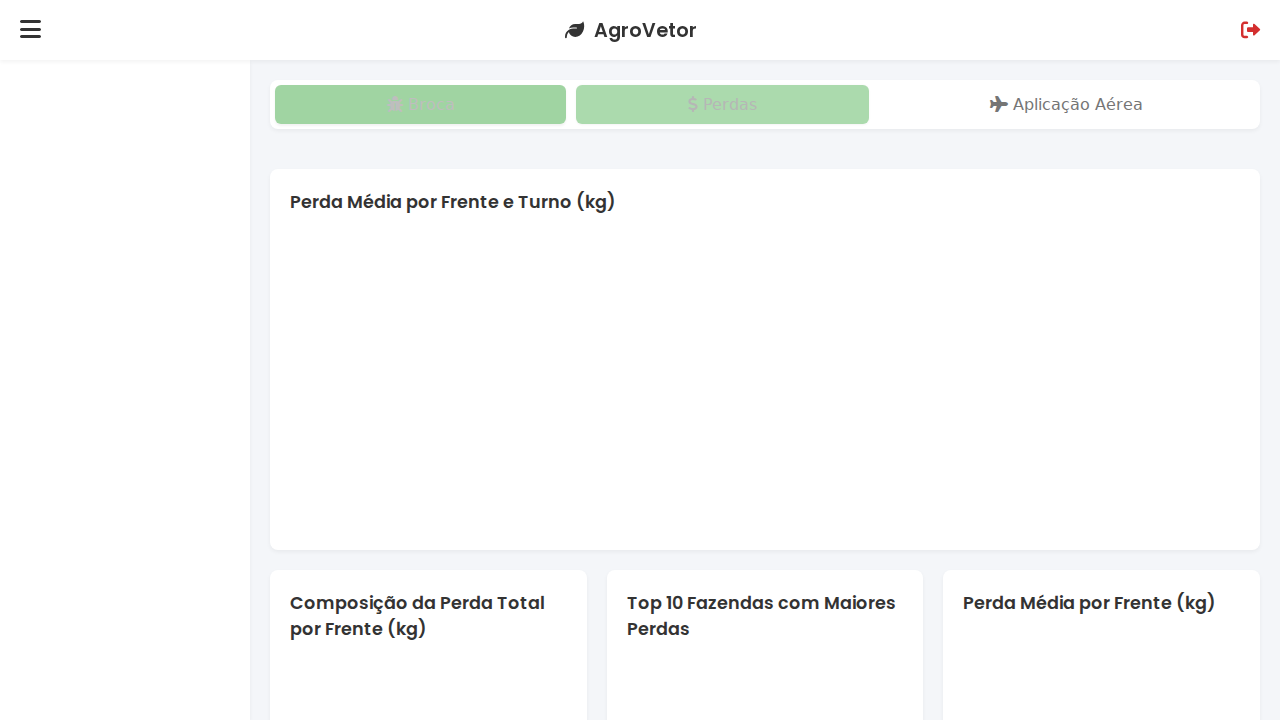 AgroVetor
Perdas
Aplicação Aérea
Perda Média por Frente e Turno (kg)
Composição da Perda Total
por Frente (kg)
Top 10 Fazendas com Maiores
Perdas
Perda Média por Frente (kg)